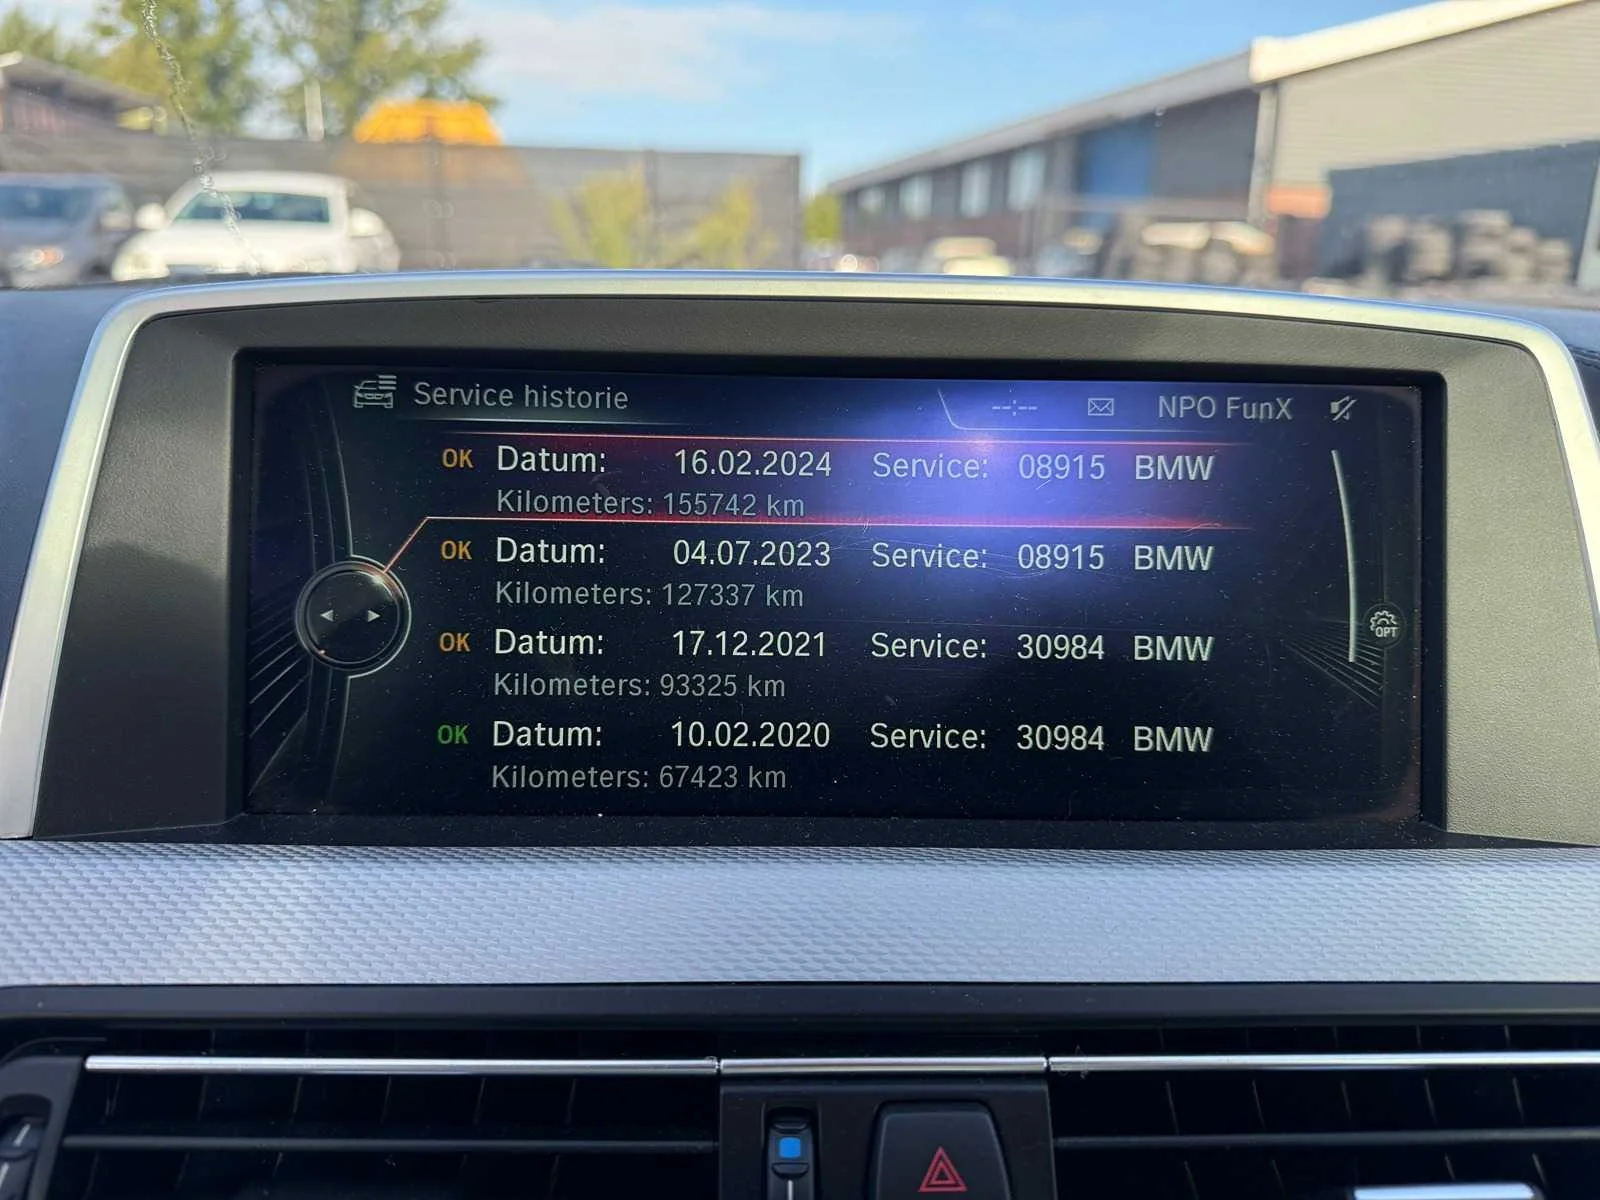 Service historie --:-- NPO FunX
OK Datum: 16.02.2024 Service: 08915 BMW
Kilometers: 155742 km
OK Datum: 04.07.2023 Service: 08915 BMW
Kilometers: 127337 km
OK Datum: 17.12.2021 Service: 30984 BMW
Kilometers: 93325 km
OK Datum: 10.02.2020 Service: 30984 BMW
Kilometers: 67423 km
OPT